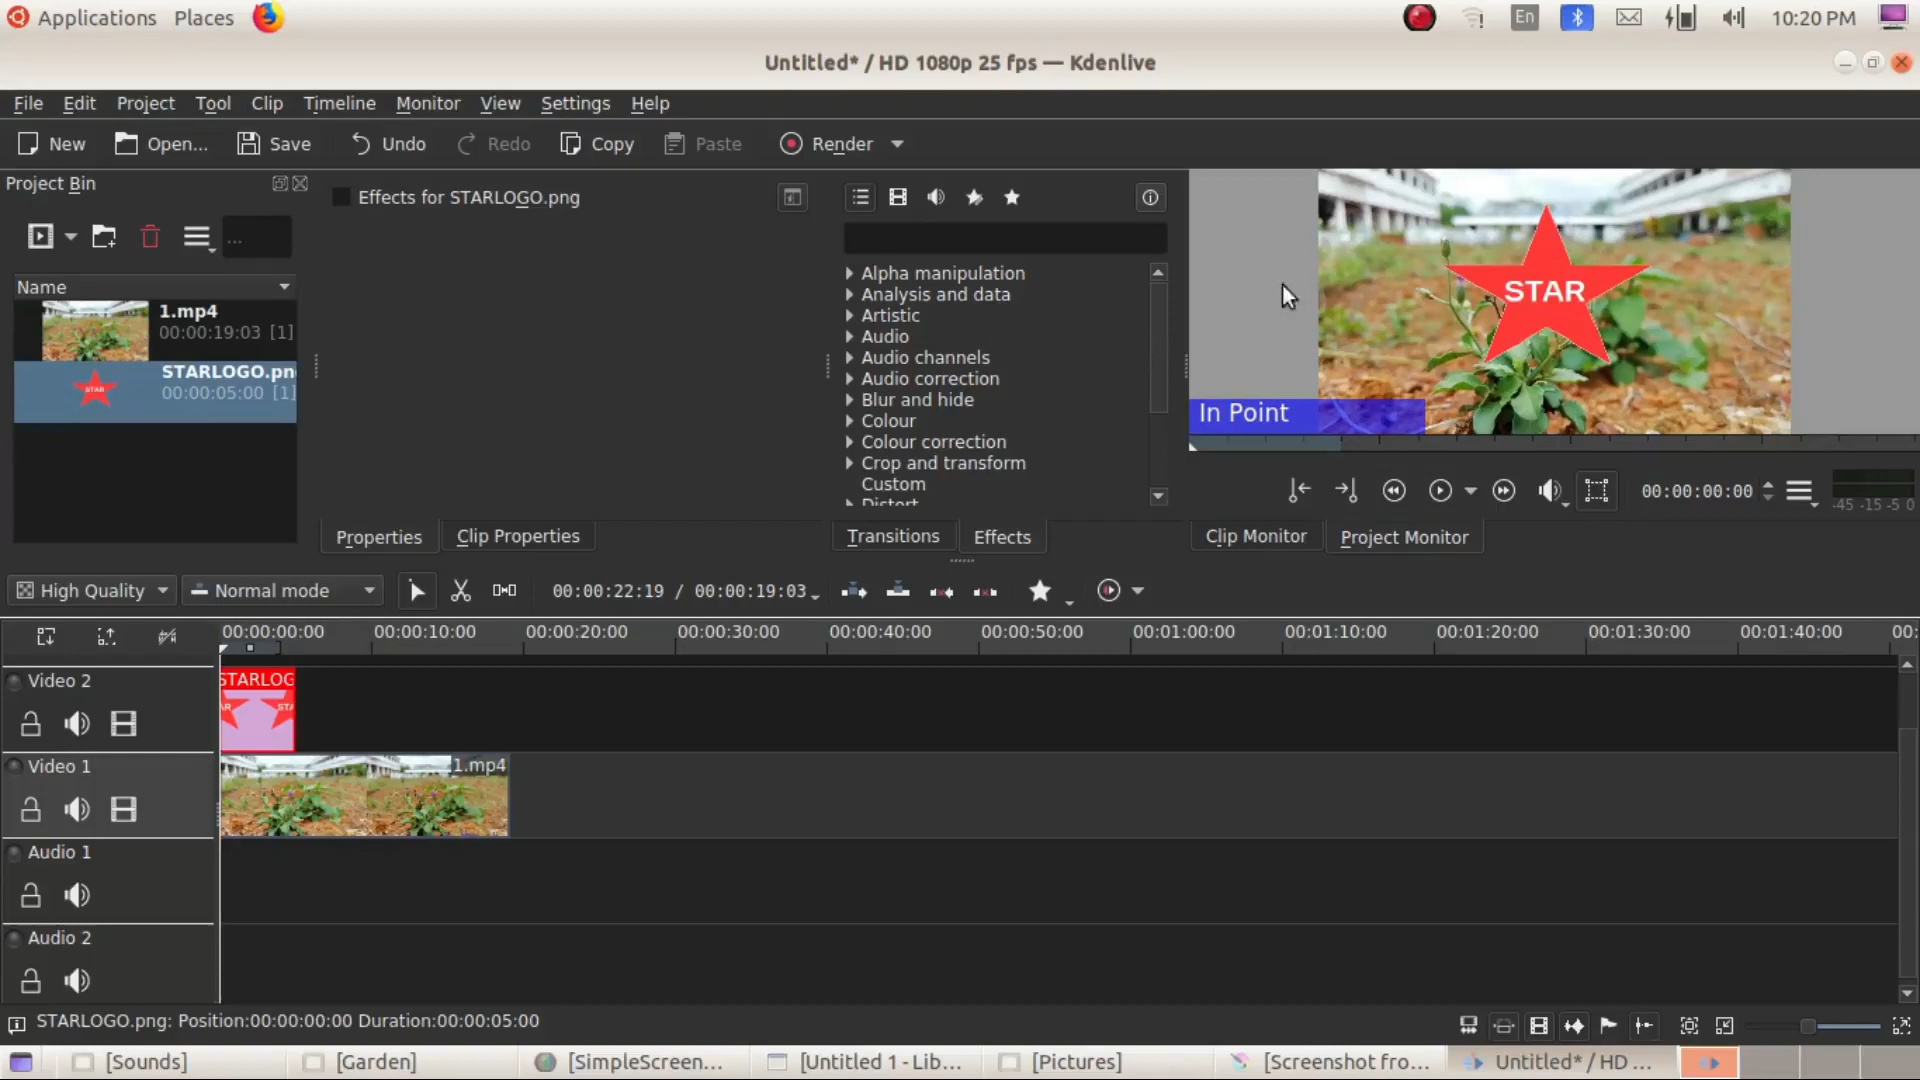 Applications Places En 10:20 PM
Untitled* / HD 1080p 25 fps — Kdenlive
File Edit Project Tool Clip Timeline Monitor View Settings Help
New Open... Save Undo Redo Copy Paste Render
Project Bin
...
Name
1.mp4
00:00:19:03 [1]
STAR
STARLOGO.pn
00:00:05:00 [1]
Effects for STARLOGO.png
Properties Clip Properties
Alpha manipulation
Analysis and data
Artistic
Audio
Audio channels
Audio correction
Blur and hide
Colour
Colour correction
Crop and transform
Custom
Distort
Transitions Effects
STAR
In Point
00:00:00:00
-45 -15 -5 0
Clip Monitor Project Monitor
High Quality Normal mode 00:00:22:19 / 00:00:19:03
00:00:00:00 00:00:10:00 00:00:20:00 00:00:30:00 00:00:40:00 00:00:50:00 00:01:00:00 00:01:10:00 00:01:20:00 00:01:30:00 00:01:40:00 00:
Video 2
STARLOG
AR STA
Video 1
1.mp4
Audio 1
Audio 2
STARLOGO.png: Position:00:00:00:00 Duration:00:00:05:00
[Sounds] [Garden] [SimpleScreen... [Untitled 1 - Lib... [Pictures] [Screenshot fro... Untitled* / HD ...